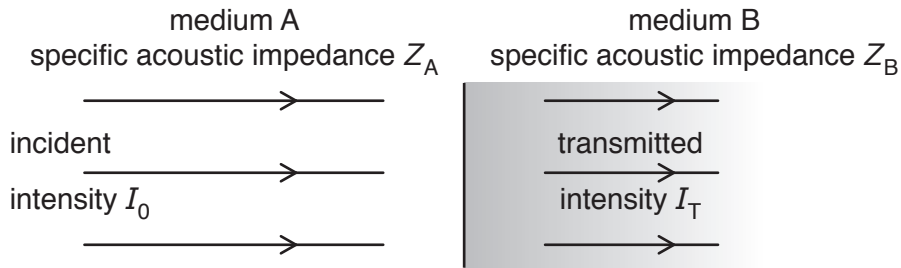 medium A
specific acoustic impedance Z_A
medium B
specific acoustic impedance Z_B
incident
intensity I_0
transmitted
intensity I_T